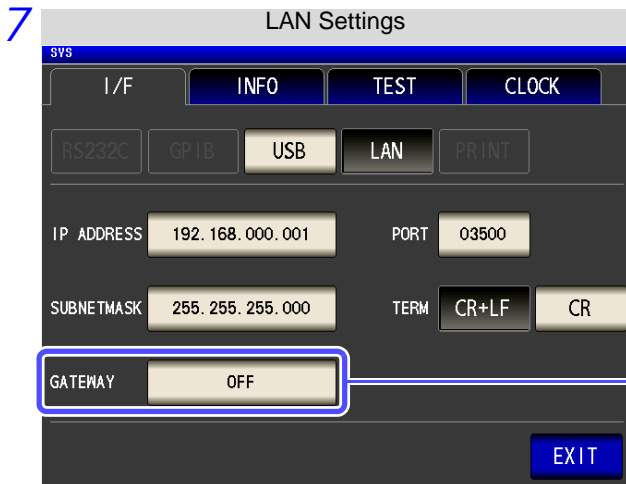 7
LAN Settings
SYS
I/F INFO TEST CLOCK
RS232C GPIB USB LAN PRINT
IP ADDRESS 192.168.000.001 PORT 03500
SUBNETMASK 255.255.255.000 TERM CR+LF CR
GATEWAY OFF
EXIT